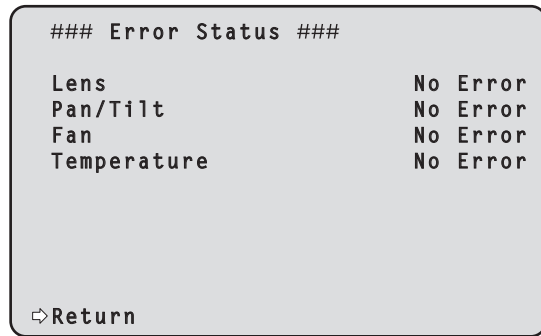 ### Error Status ###
Lens No Error
Pan/Tilt No Error
Fan No Error
Temperature No Error
⇨Return